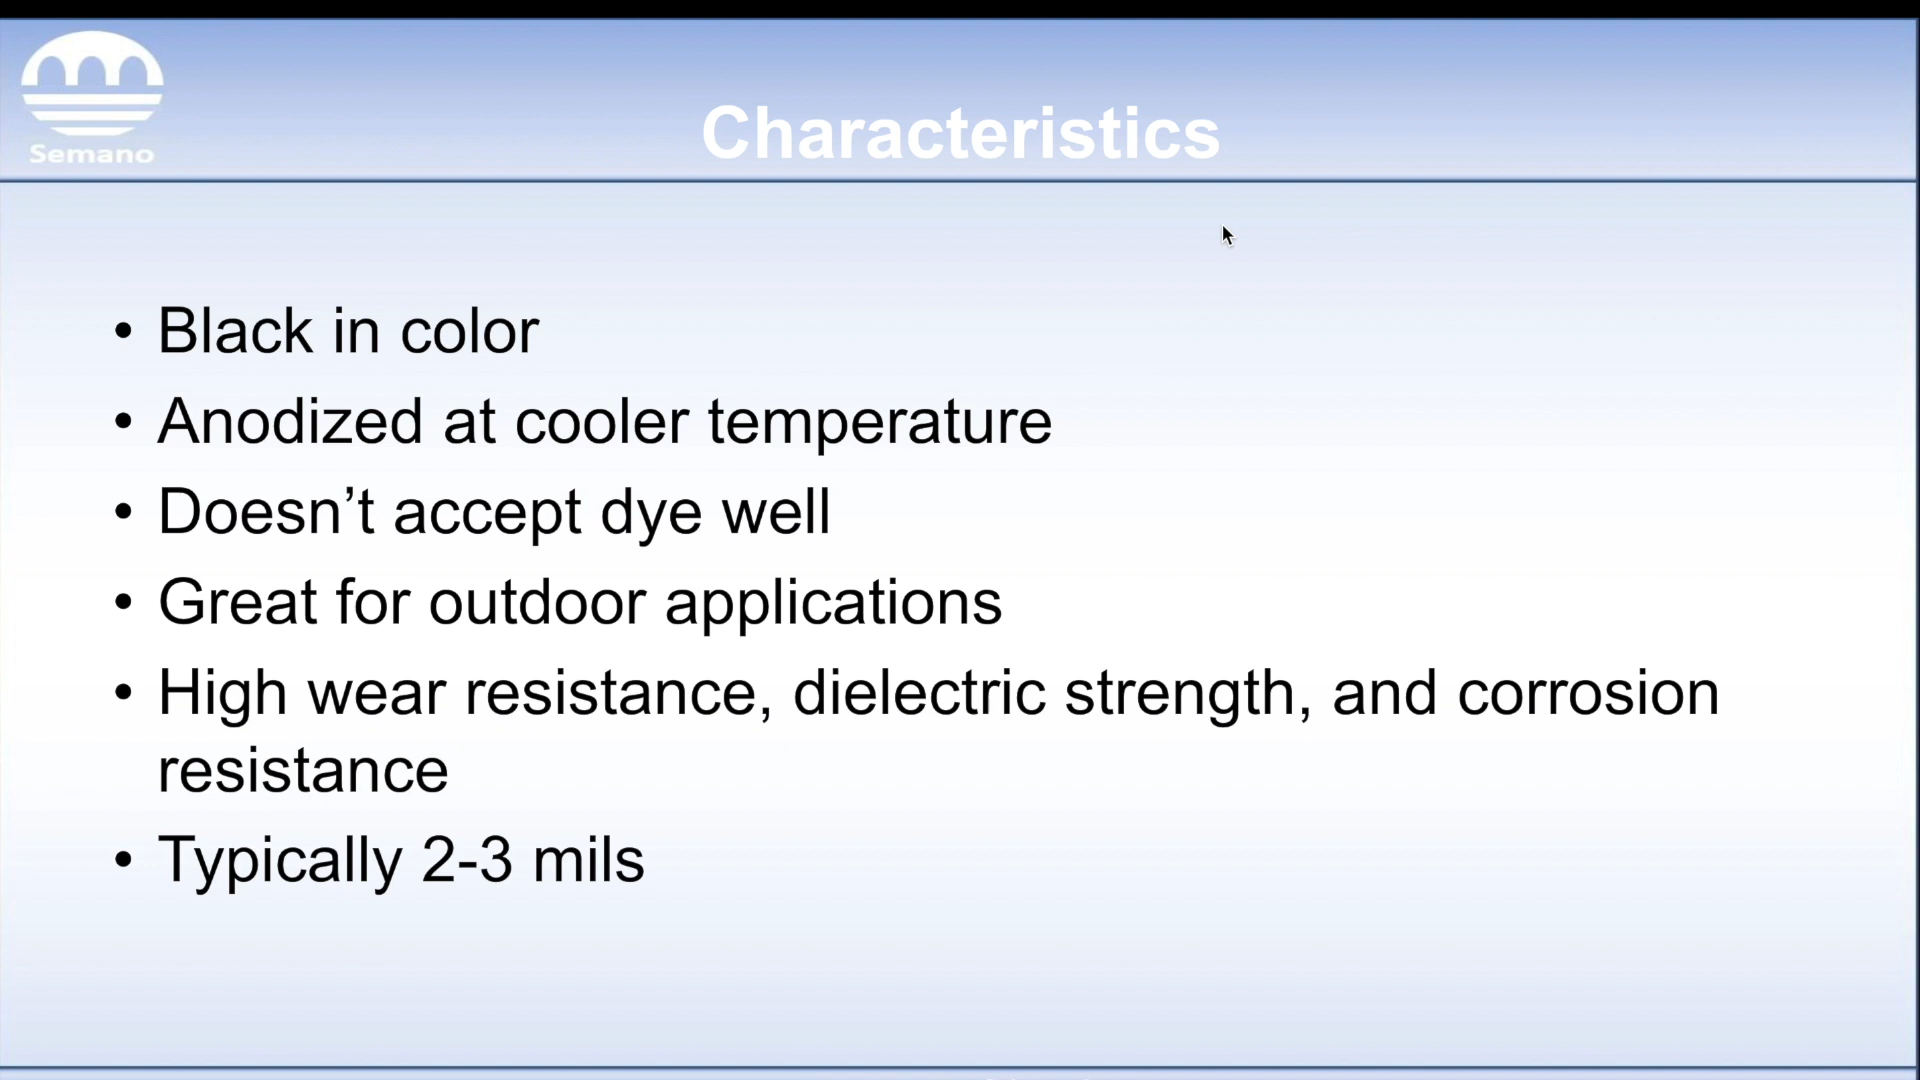 Semano
Characteristics
• Black in color
• Anodized at cooler temperature
• Doesn’t accept dye well
• Great for outdoor applications
• High wear resistance, dielectric strength, and corrosion
resistance
• Typically 2-3 mils